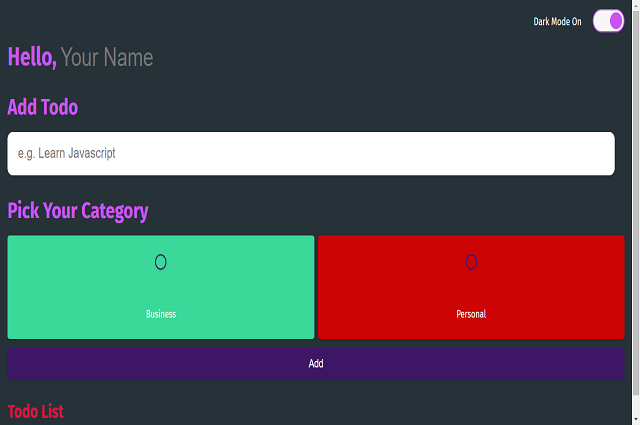 Dark Mode On
Hello, Your Name
Add Todo
e.g. Learn Javascript
Pick Your Category
Business
Personal
Add
Todo List